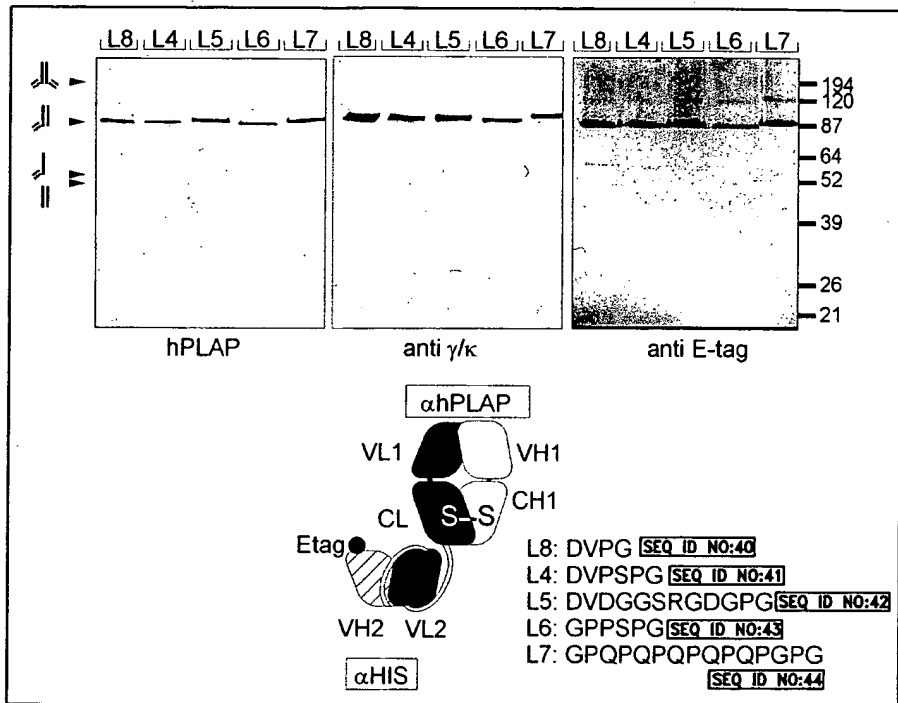 L8 L4 L5 L6 L7 L8 L4 L5 L6 L7 L8 L4 L5 L6 L7
194
120
87
64
52
39
26
21
hPLAP anti γ/κ anti E-tag
αhPLAP
VL1 VH1
CL S-S CH1
Etag
VH2 VL2
αHIS
L8: DVPG SEQ ID NO:40
L4: DVPSPG SEQ ID NO:41
L5: DVDGGSRGDGPG SEQ ID NO:42
L6: GPPSPG SEQ ID NO:43
L7: GPQPQPQPQPQPGPG
SEQ ID NO:44